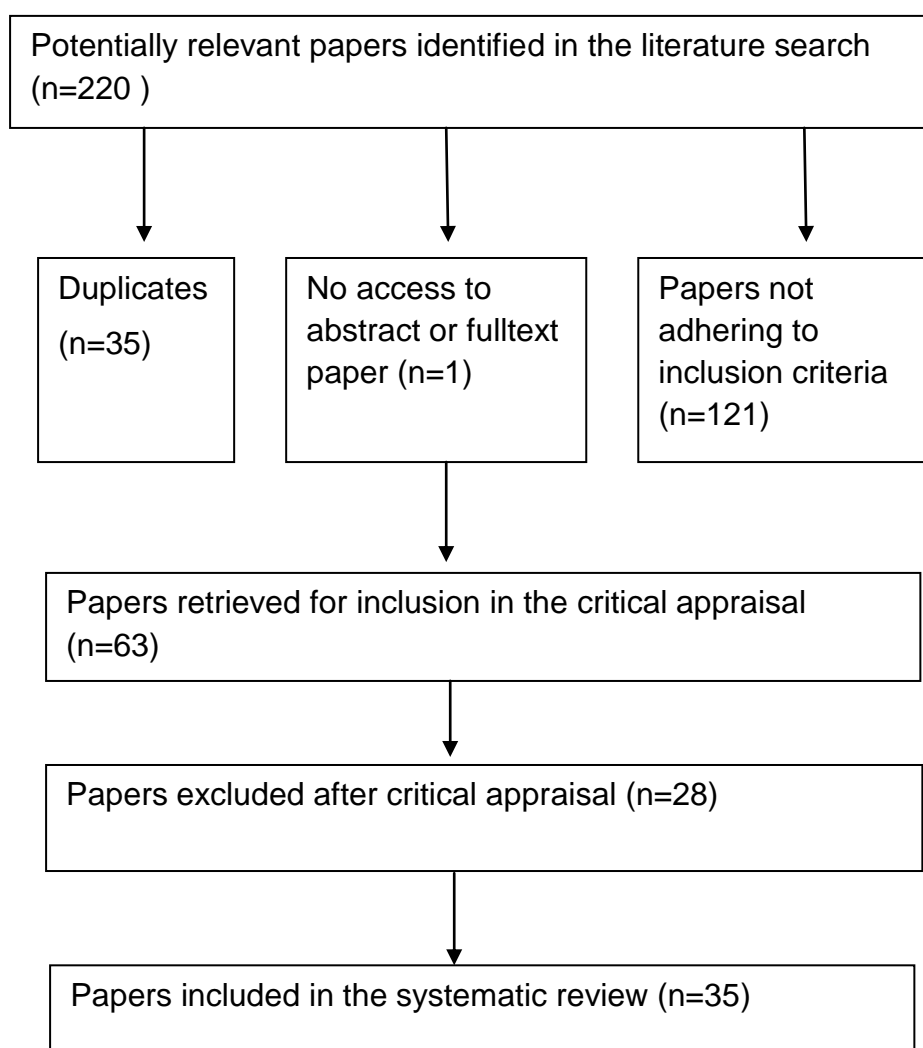 Potentially relevant papers identified in the literature search
(n=220 )
Duplicates
(n=35)
No access to
abstract or fulltext
paper (n=1)
Papers not
adhering to
inclusion criteria
(n=121)
Papers retrieved for inclusion in the critical appraisal
(n=63)
Papers excluded after critical appraisal (n=28)
Papers included in the systematic review (n=35)